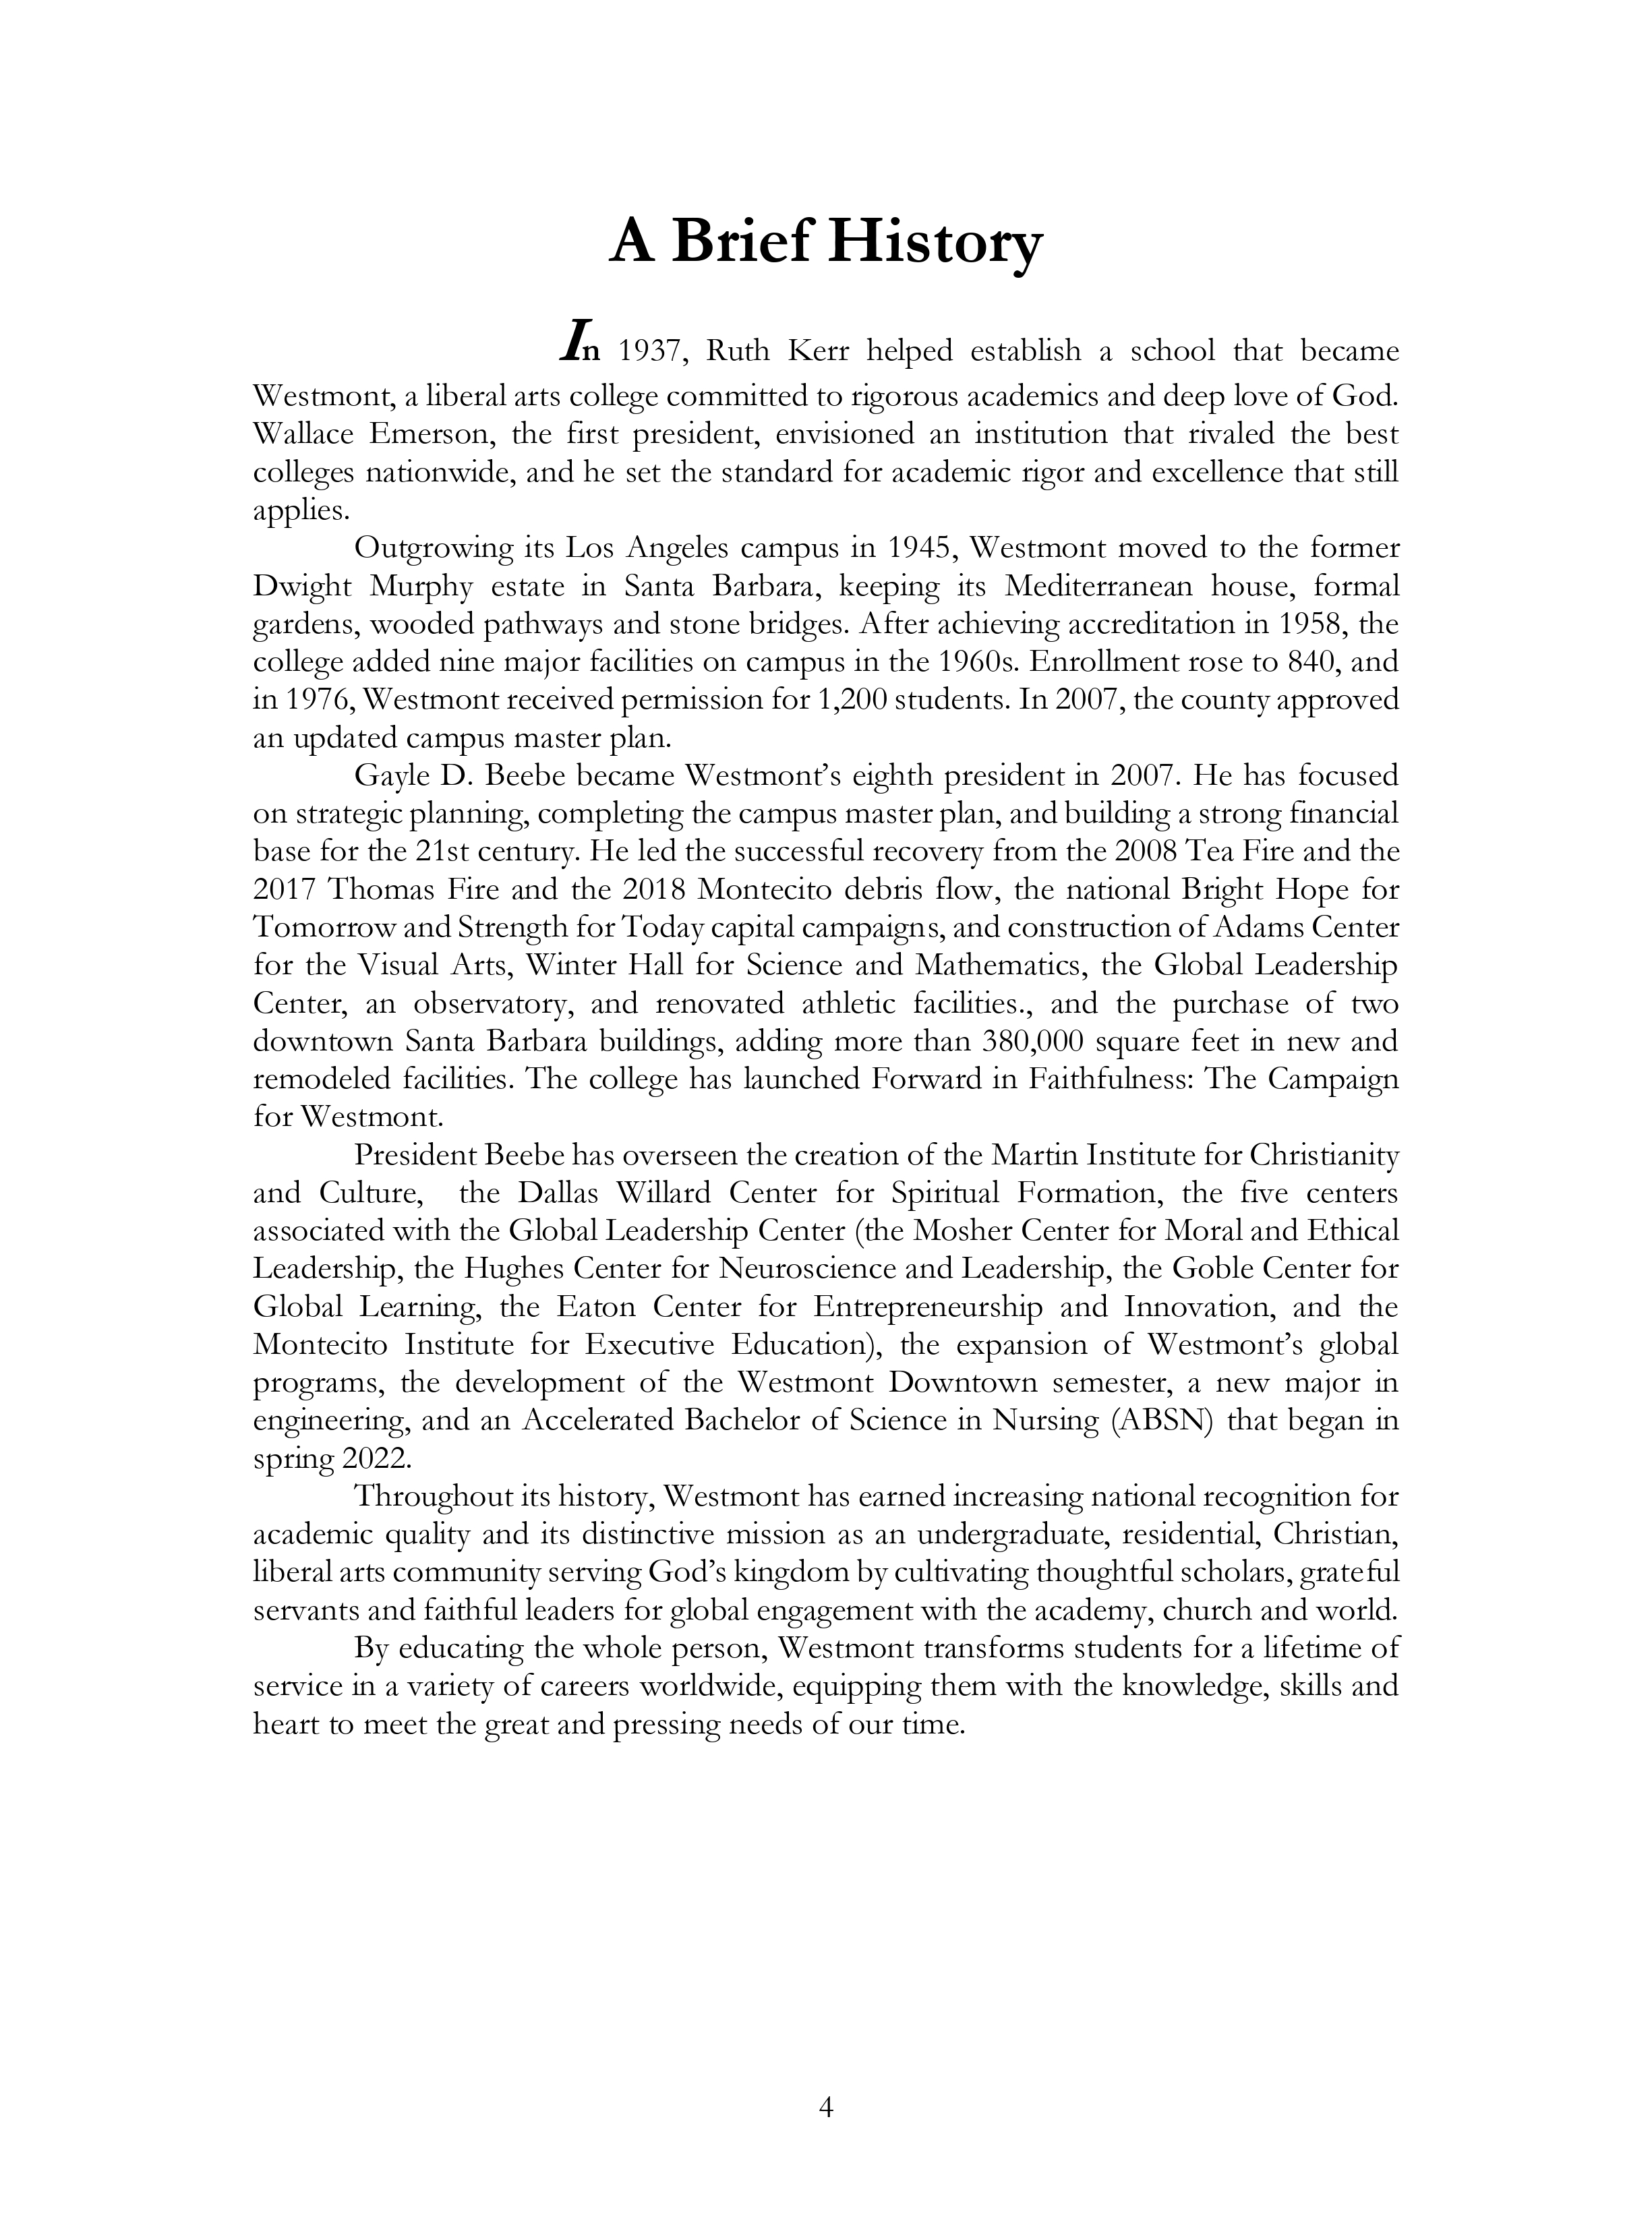 A Brief History
In 1937, Ruth Kerr helped establish a school that became
Westmont, a liberal arts college committed to rigorous academics and deep love of God.
Wallace Emerson, the first president, envisioned an institution that rivaled the best
colleges nationwide, and he set the standard for academic rigor and excellence that still
applies.
Outgrowing its Los Angeles campus in 1945, Westmont moved to the former
Dwight Murphy estate in Santa Barbara, keeping its Mediterranean house, formal
gardens, wooded pathways and stone bridges. After achieving accreditation in 1958, the
college added nine major facilities on campus in the 1960s. Enrollment rose to 840, and
in 1976, Westmont received permission for 1,200 students. In 2007, the county approved
an updated campus master plan.
Gayle D. Beebe became Westmont’s eighth president in 2007. He has focused
on strategic planning, completing the campus master plan, and building a strong financial
base for the 21st century. He led the successful recovery from the 2008 Tea Fire and the
2017 Thomas Fire and the 2018 Montecito debris flow, the national Bright Hope for
Tomorrow and Strength for Today capital campaigns, and construction of Adams Center
for the Visual Arts, Winter Hall for Science and Mathematics, the Global Leadership
Center, an observatory, and renovated athletic facilities., and the purchase of two
downtown Santa Barbara buildings, adding more than 380,000 square feet in new and
remodeled facilities. The college has launched Forward in Faithfulness: The Campaign
for Westmont.
President Beebe has overseen the creation of the Martin Institute for Christianity
and Culture, the Dallas Willard Center for Spiritual Formation, the five centers
associated with the Global Leadership Center (the Mosher Center for Moral and Ethical
Leadership, the Hughes Center for Neuroscience and Leadership, the Goble Center for
Global Learning, the Eaton Center for Entrepreneurship and Innovation, and the
Montecito Institute for Executive Education), the expansion of Westmont’s global
programs, the development of the Westmont Downtown semester, a new major in
engineering, and an Accelerated Bachelor of Science in Nursing (ABSN) that began in
spring 2022.
Throughout its history, Westmont has earned increasing national recognition for
academic quality and its distinctive mission as an undergraduate, residential, Christian,
liberal arts community serving God’s kingdom by cultivating thoughtful scholars, grateful
servants and faithful leaders for global engagement with the academy, church and world.
By educating the whole person, Westmont transforms students for a lifetime of
service in a variety of careers worldwide, equipping them with the knowledge, skills and
heart to meet the great and pressing needs of our time.
4